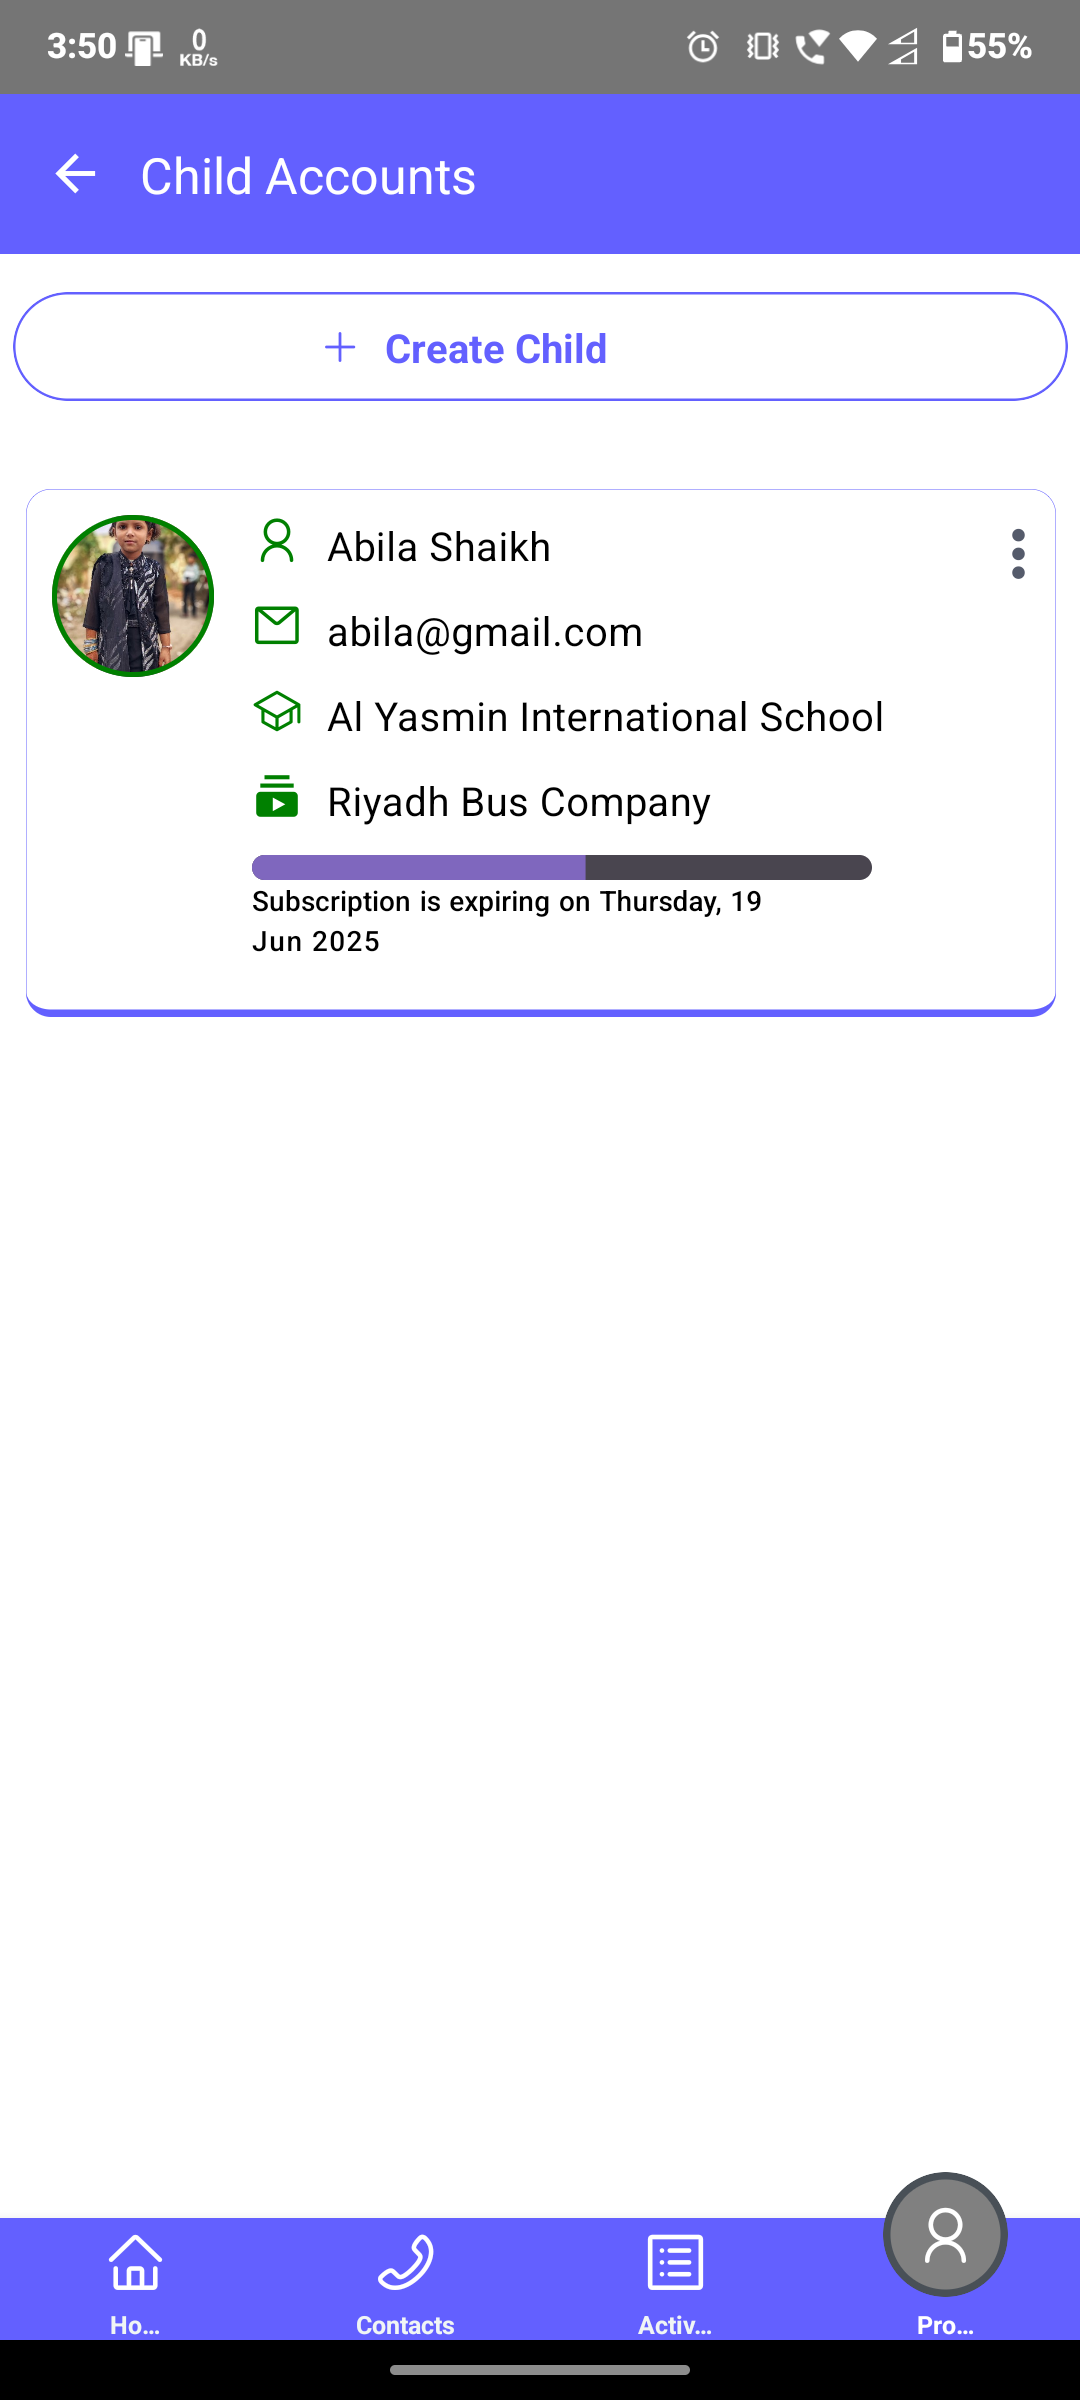 3:50 0 KB/s 55%
Child Accounts
Create Child
Abila Shaikh
abila@gmail.com
Al Yasmin International School
Riyadh Bus Company
Subscription is expiring on Thursday, 19
Jun 2025
Ho... Contacts Activ... Pro...